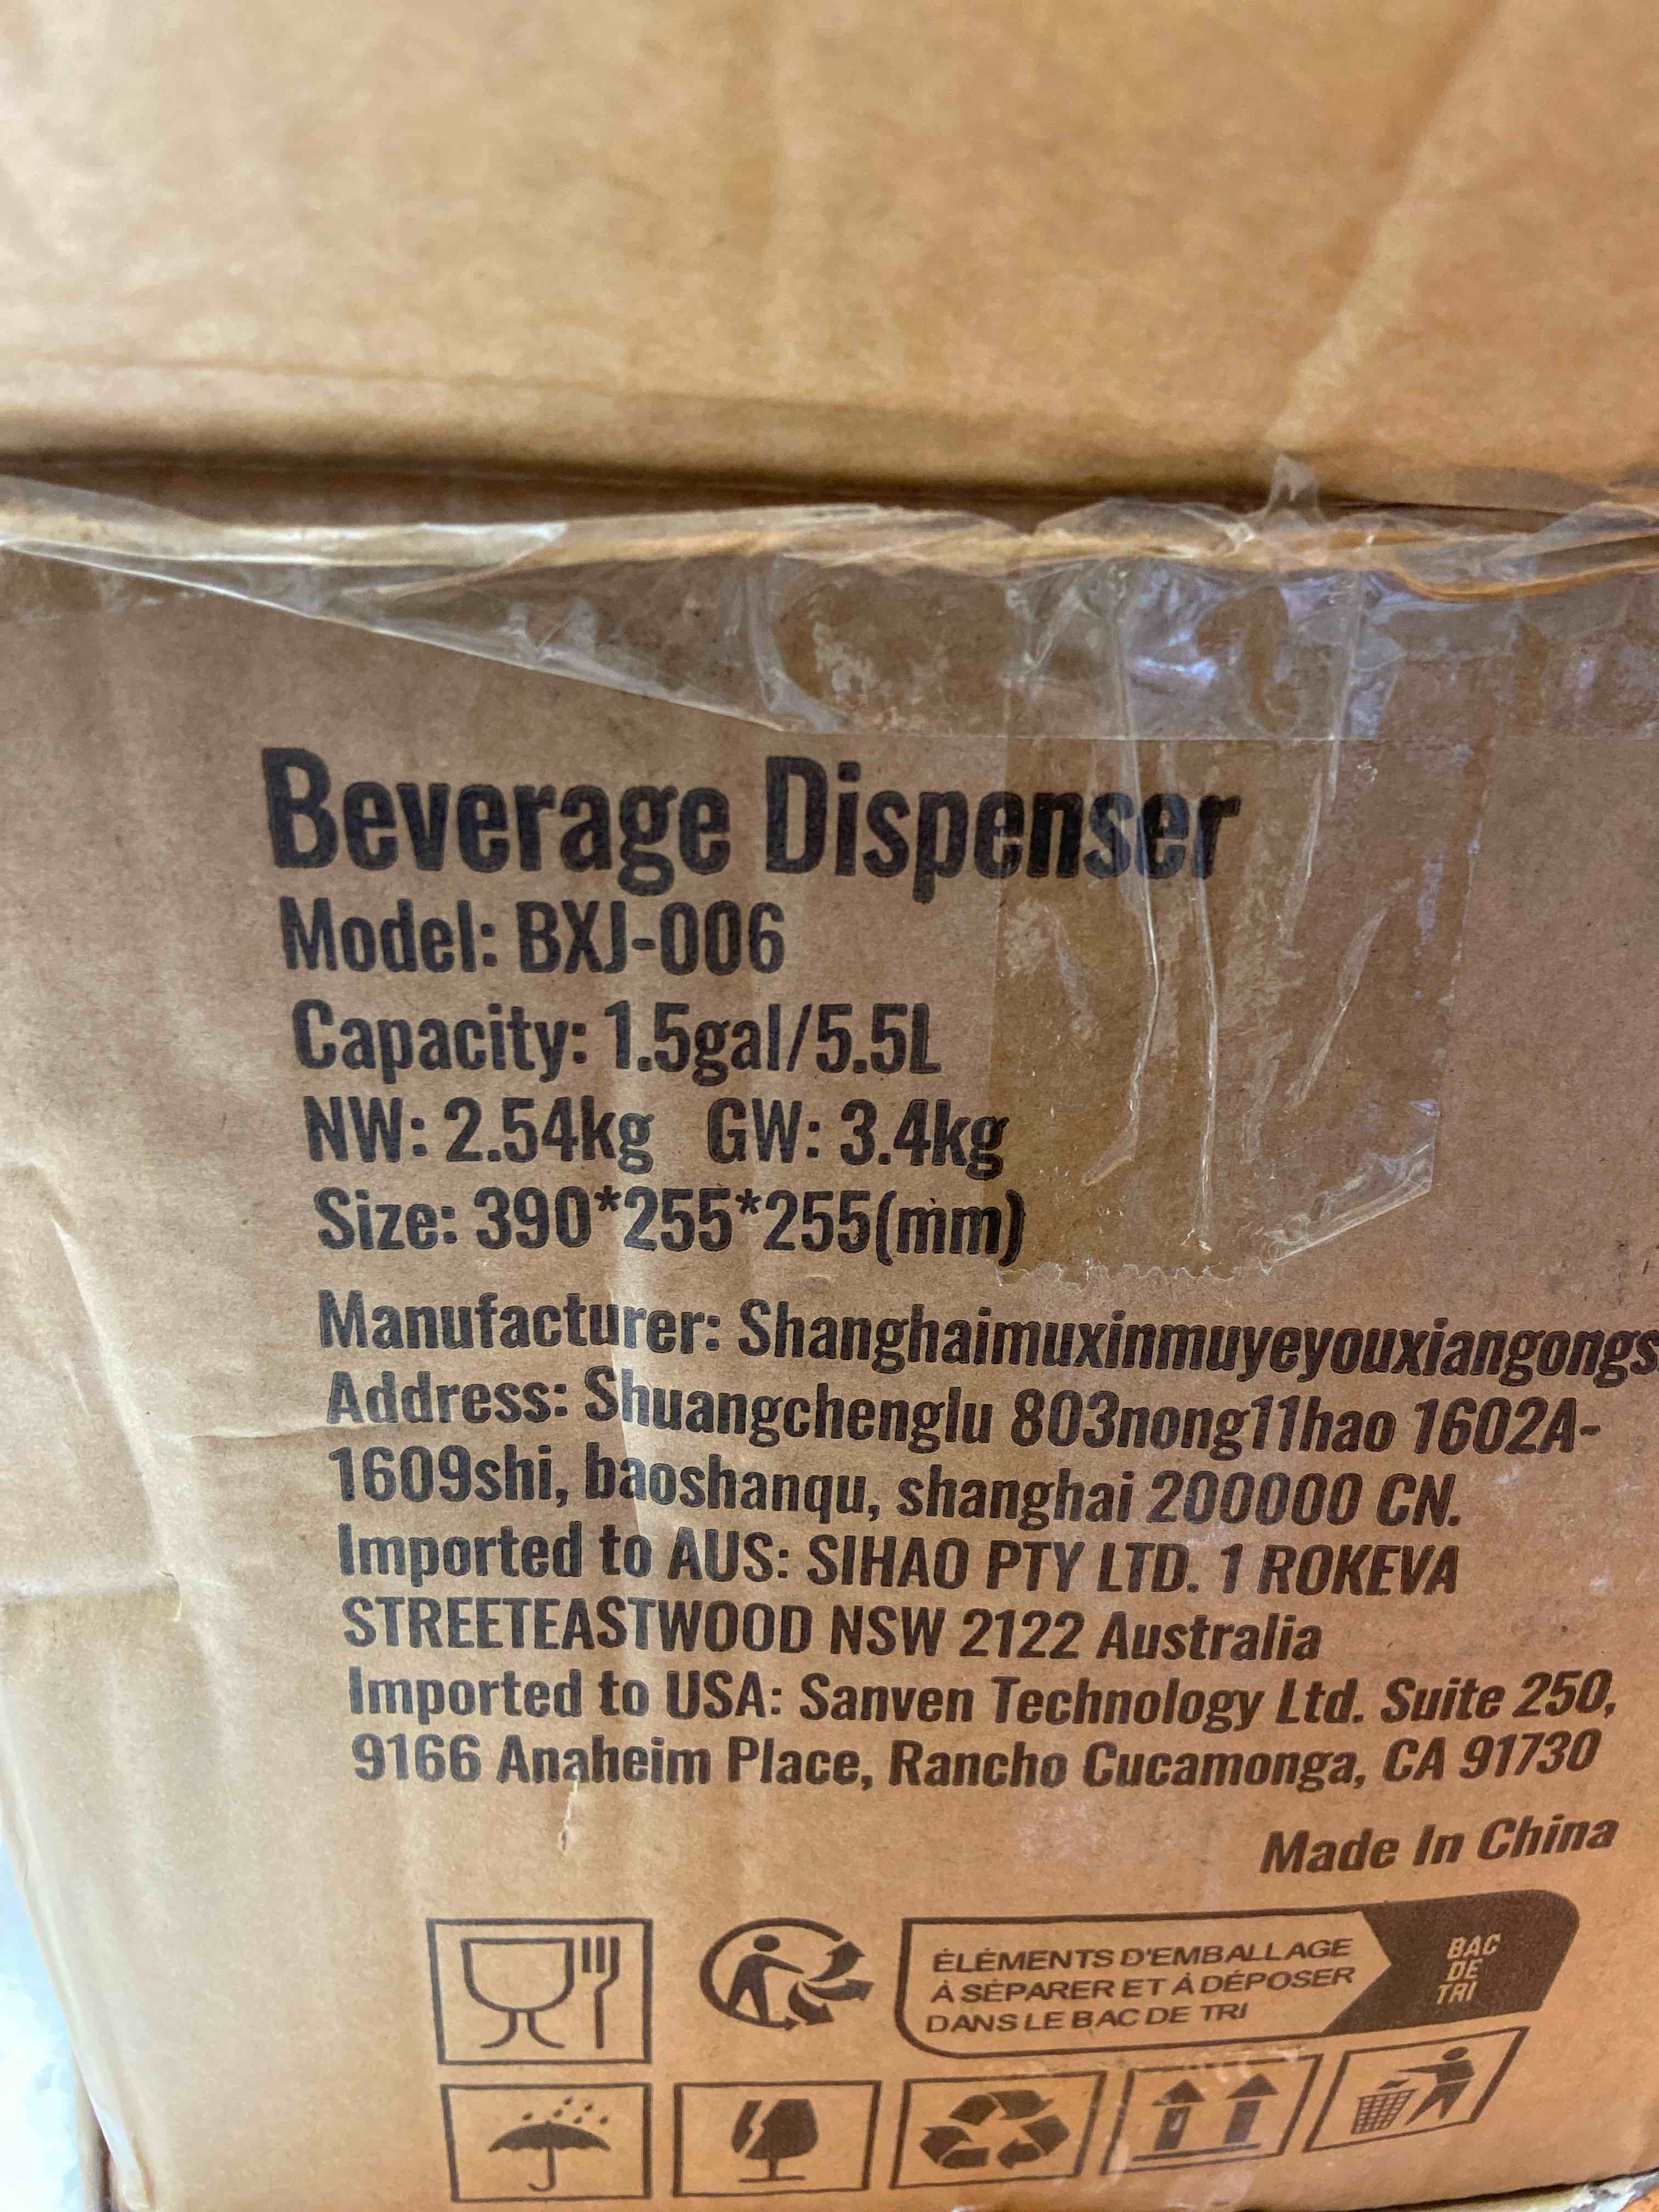 Beverage Dispenser
Model: BXJ-006
Capacity: 1.5gal/5.5L
NW: 2.54kg GW: 3.4kg
Size: 390*255*255(mm)
Manufacturer: Shanghaimuxinmuyeyouxiangongs
Address: Shuangchenglu 803nong11hao 1602A-
1609shi, baoshanqu, shanghai 200000 CN.
Imported to AUS: SIHAO PTY LTD. 1 ROKEVA
STREETEASTWOOD NSW 2122 Australia
Imported to USA: Sanven Technology Ltd. Suite 250,
9166 Anaheim Place, Rancho Cucamonga, CA 91730
Made In China
ÉLÉMENTS D'EMBALLAGE
À SÉPARER ET À DÉPOSER
DANS LE BAC DE TRI
BAC
DE
TRI